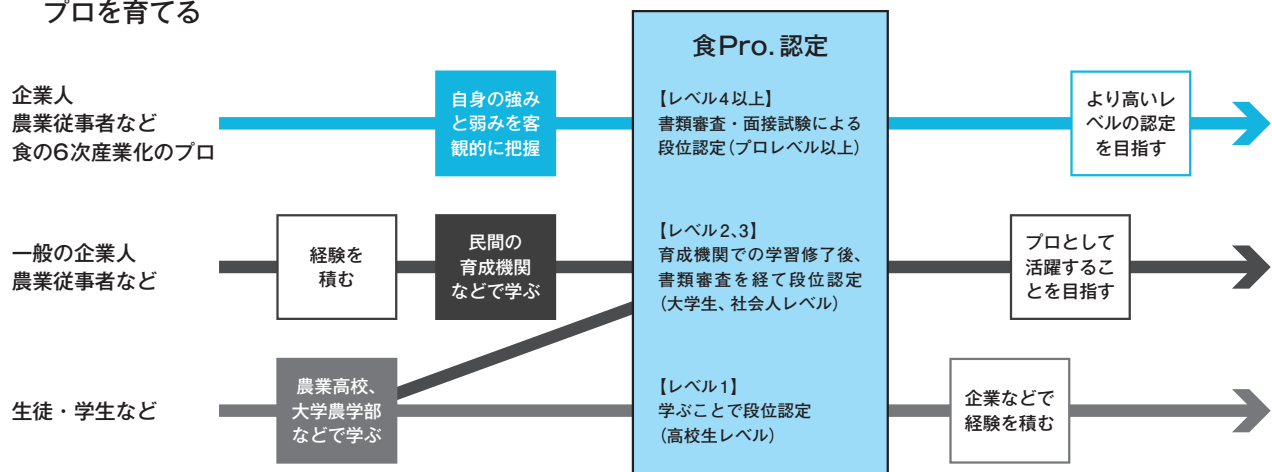 プロを育てる
食Pro.認定
企業人
農業従事者など
食の6次産業化のプロ
自身の強み
と弱みを客
観的に把握
【レベル4以上】
書類審査・面接試験による
段位認定(プロレベル以上)
より高いレ
ベルの認定
を目指す
一般の企業人
農業従事者など
経験を
積む
民間の
育成機関
などで学ぶ
【レベル2、3】
育成機関での学習修了後、
書類審査を経て段位認定
(大学生、社会人レベル)
プロとして
活躍するこ
とを目指す
生徒・学生など
農業高校、
大学農学部
などで学ぶ
【レベル1】
学ぶことで段位認定
(高校生レベル)
企業などで
経験を積む